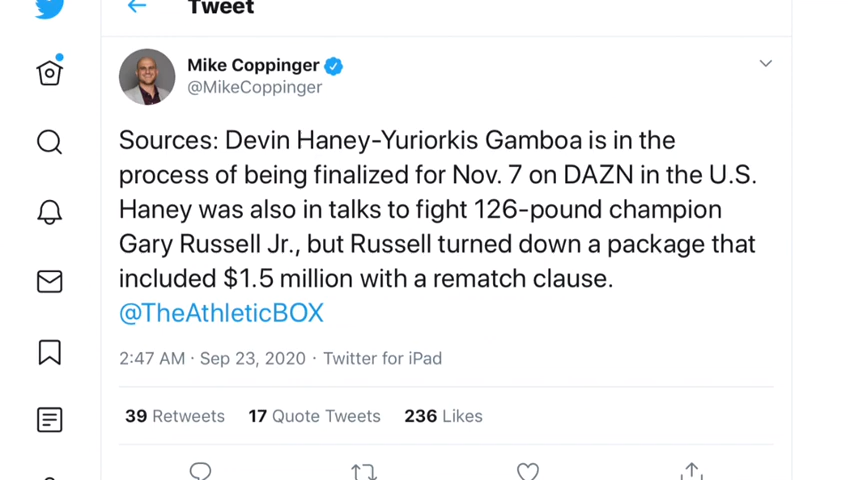 Tweet
Mike Coppinger
@MikeCoppinger
Sources: Devin Haney-Yuriorkis Gamboa is in the
process of being finalized for Nov. 7 on DAZN in the U.S.
Haney was also in talks to fight 126-pound champion
Gary Russell Jr., but Russell turned down a package that
included $1.5 million with a rematch clause.
@TheAthleticBOX
2:47 AM · Sep 23, 2020 · Twitter for iPad
39 Retweets 17 Quote Tweets 236 Likes